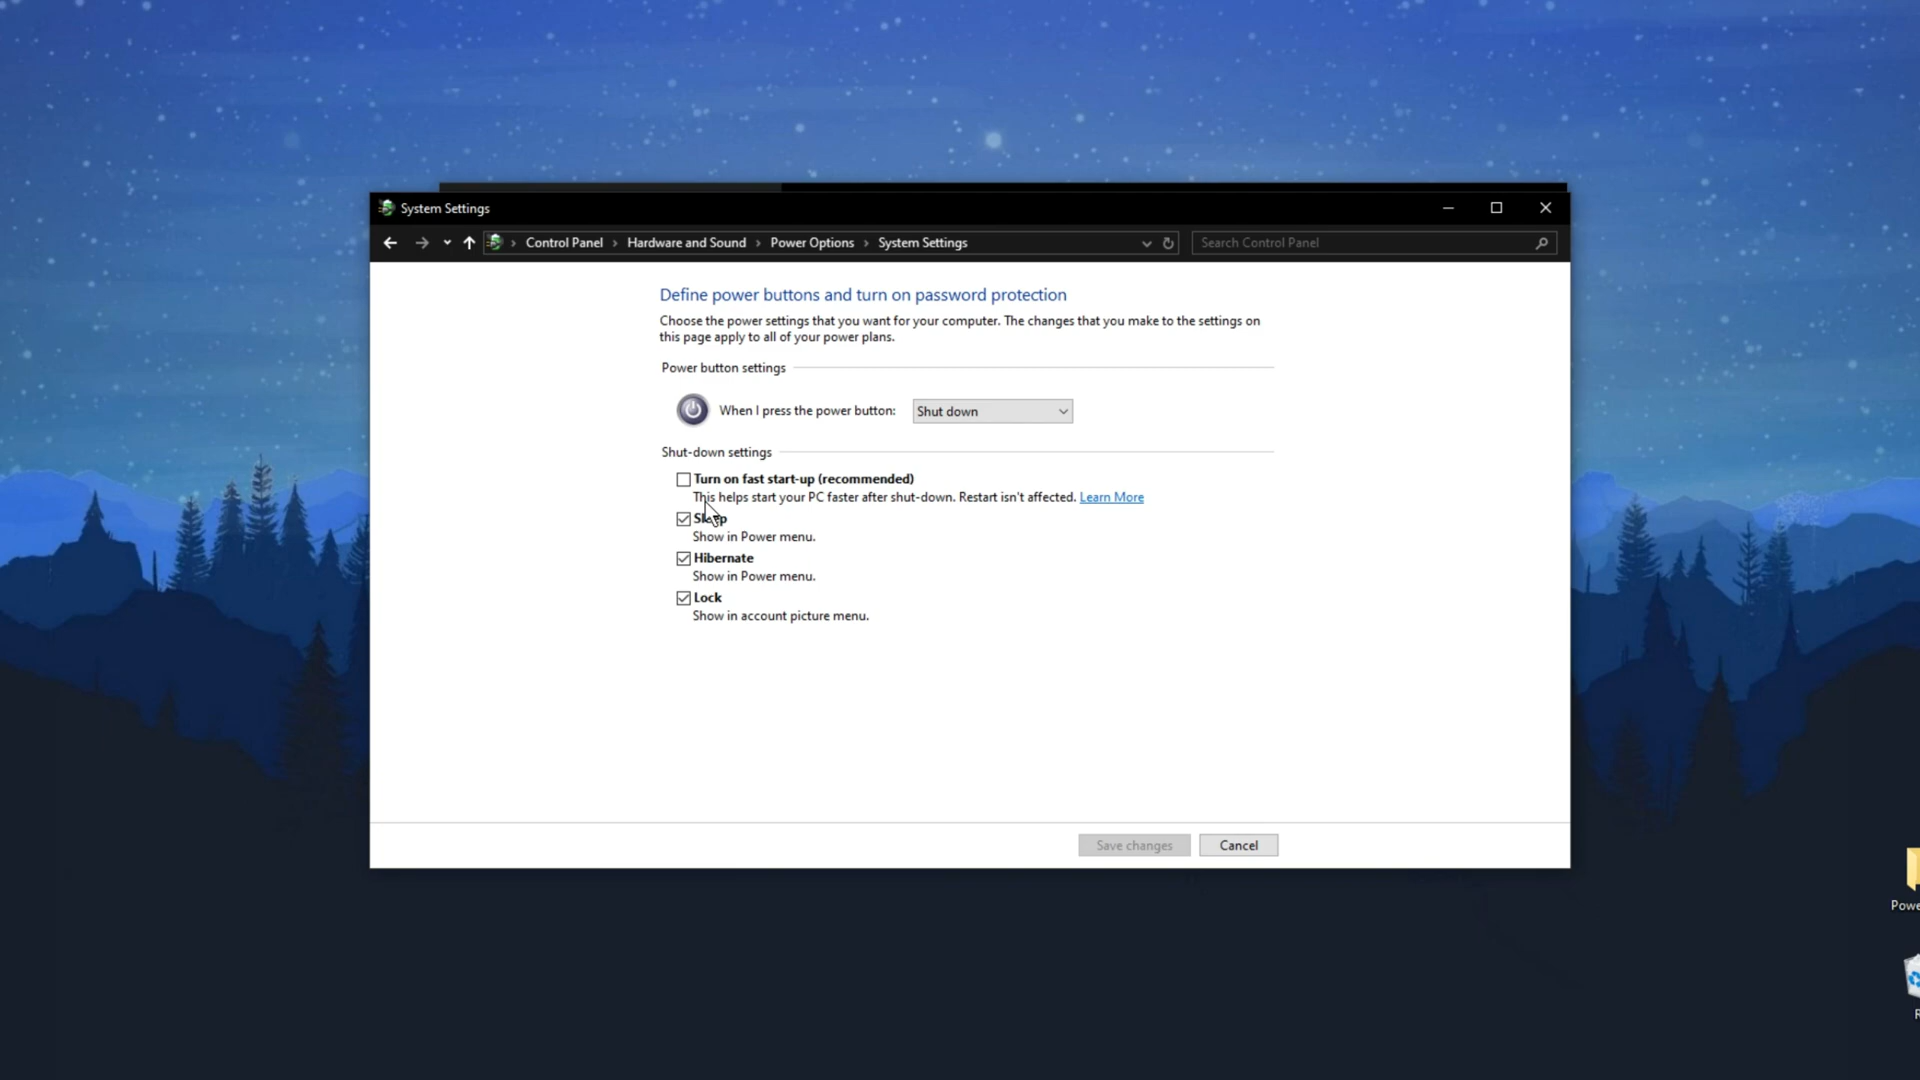 System Settings
Control Panel
Hardware and Sound
Power Options
System Settings
Search Control Panel
Define power buttons and turn on password protection
Choose the power settings that you want for your computer. The changes that you make to the settings on
this page apply to all of your power plans.
Power button settings
When I press the power button:
Shut down
Shut-down settings
Turn on fast start-up (recommended)
This helps start your PC faster after shut-down. Restart isn't affected. Learn More
Sleep
Show in Power menu.
Hibernate
Show in Power menu.
Lock
Show in account picture menu.
Save changes
Cancel
Powe
R